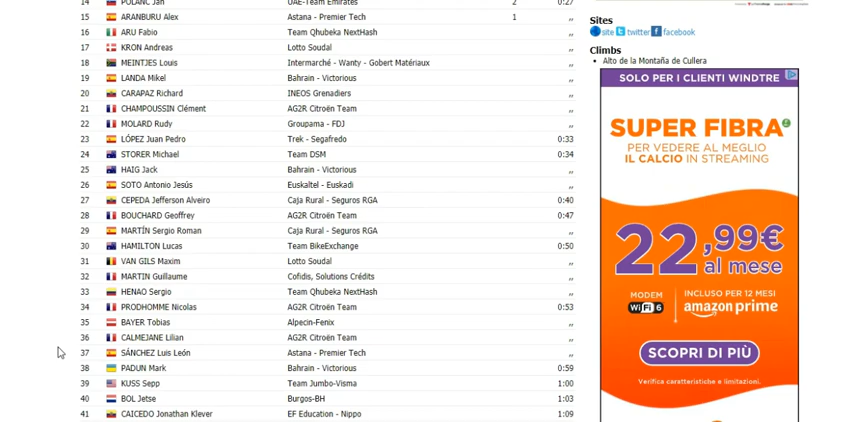 14 POLANC Jan UAE-Team Emirates 2 0:27
15 ARANBURU Alex Astana - Premier Tech 1 ,,
16 ARU Fabio Team Qhubeka NextHash ,,
17 KRON Andreas Lotto Soudal ,,
18 MEINTJES Louis Intermarché - Wanty - Gobert Matériaux ,,
19 LANDA Mikel Bahrain - Victorious ,,
20 CARAPAZ Richard INEOS Grenadiers ,,
21 CHAMPOUSSIN Clément AG2R Citroën Team ,,
22 MOLARD Rudy Groupama - FDJ ,,
23 LÓPEZ Juan Pedro Trek - Segafredo 0:33
24 STORER Michael Team DSM 0:34
25 HAIG Jack Bahrain - Victorious ,,
26 SOTO Antonio Jesús Euskaltel - Euskadi ,,
27 CEPEDA Jefferson Alveiro Caja Rural - Seguros RGA 0:40
28 BOUCHARD Geoffrey AG2R Citroën Team 0:47
29 MARTÍN Sergio Roman Caja Rural - Seguros RGA ,,
30 HAMILTON Lucas Team BikeExchange 0:50
31 VAN GILS Maxim Lotto Soudal ,,
32 MARTIN Guillaume Cofidis, Solutions Crédits ,,
33 HENAO Sergio Team Qhubeka NextHash ,,
34 PRODHOMME Nicolas AG2R Citroën Team 0:53
35 BAYER Tobias Alpecin-Fenix ,,
36 CALMEJANE Lilian AG2R Citroën Team ,,
37 SÁNCHEZ Luis León Astana - Premier Tech ,,
38 PADUN Mark Bahrain - Victorious 0:59
39 KUSS Sepp Team Jumbo-Visma 1:00
40 BOL Jetse Burgos-BH 1:03
41 CAICEDO Jonathan Klever EF Education - Nippo 1:09
Sites
site twitter facebook
Climbs
• Alto de la Montaña de Cullera
SOLO PER I CLIENTI WINDTRE
SUPER FIBRA
PER VEDERE AL MEGLIO
IL CALCIO IN STREAMING
22,99€
al mese
MODEM
WiFi 6
INCLUSO PER 12 MESI
amazon prime
SCOPRI DI PIÙ
Verifica caratteristiche e limitazioni.